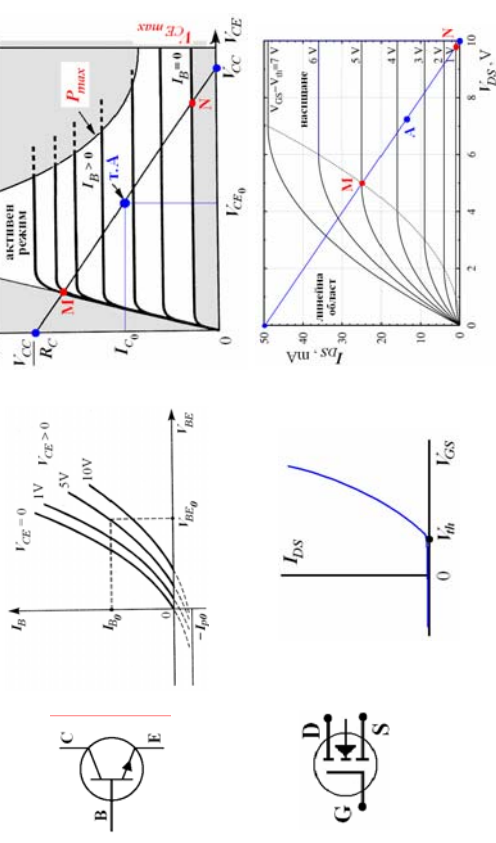 B
C
E
I_B
V_CE = 0
V_CE > 0
1V
5V
10V
I_B0
0
V_BE0
V_BE
–I_p0
V_CC
R_C
активен
режим
P_max
M
I_B > 0
т.А
I_C0
I_B = 0
N
V_CE max
0
V_CE0
V_CC
V_CE
G
D
S
I_DS
0
V_th
V_GS
I_DS , mA
50
40
30
20
10
0
линейна
област
M
насищане
V_GS–V_th=7 V
6 V
5 V
4 V
3 V
2 V
1 V
A
N
2
4
6
8
10
V_DS , V